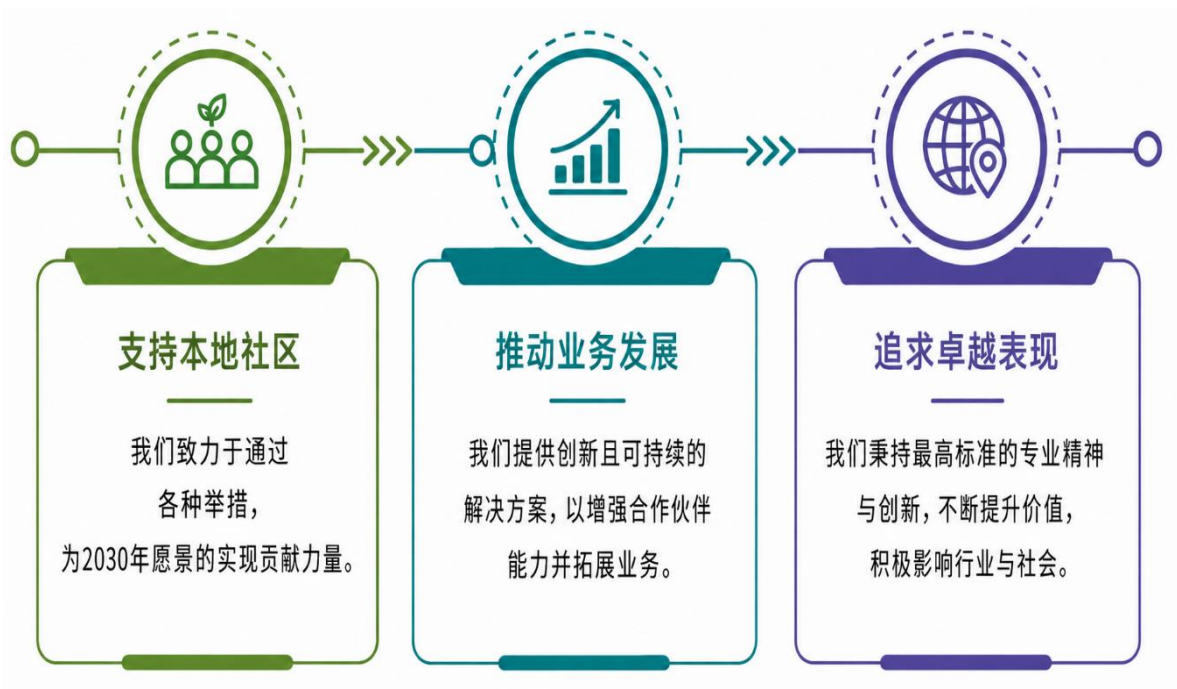 支持本地社区
我们致力于通过
各种举措，
为2030年愿景的实现贡献力量。
推动业务发展
我们提供创新且可持续的
解决方案，以增强合作伙伴
能力并拓展业务。
追求卓越表现
我们秉持最高标准的专业精神
与创新，不断提升价值，
积极影响行业与社会。